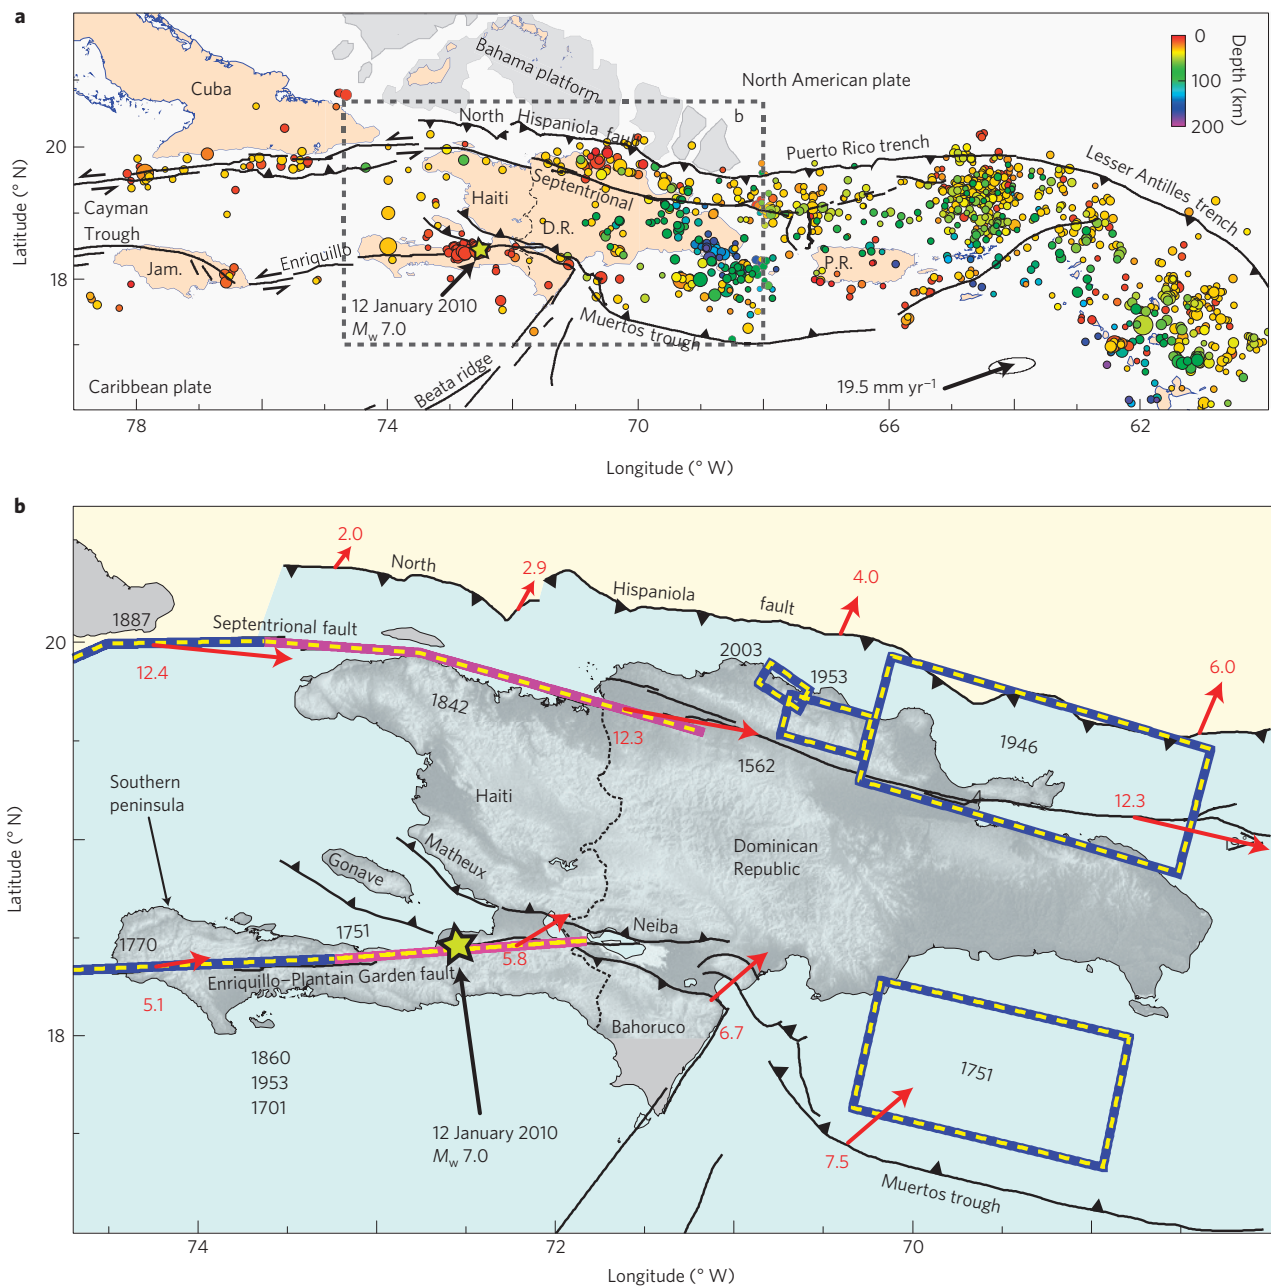 a
Cuba
Bahama platform
North American plate
0
100
200
Depth (km)
North
Hispaniola fault
b
Puerto Rico trench
Lesser Antilles trench
Septentrional
Haiti
D.R.
Cayman
Trough
Jam.
Enriquillo
P.R.
12 January 2010
Mw 7.0
Muertos trough
Beata ridge
Caribbean plate
19.5 mm yr⁻¹
20
18
Latitude (° N)
78
74
70
66
62
Longitude (° W)
b
2.0
North
2.9
Hispaniola
4.0
fault
1887
Septentrional fault
20
12.4
2003
1953
6.0
1842
12.3
1562
1946
Southern
peninsula
Haiti
4
12.3
Dominican
Republic
Matheux
Gonave
1751
Neiba
1770
5.8
Enriquillo–Plantain Garden fault
5.1
6.7
Bahoruco
18
1860
1953
1701
1751
12 January 2010
Mw 7.0
7.5
Muertos trough
Latitude (° N)
74
72
70
Longitude (° W)